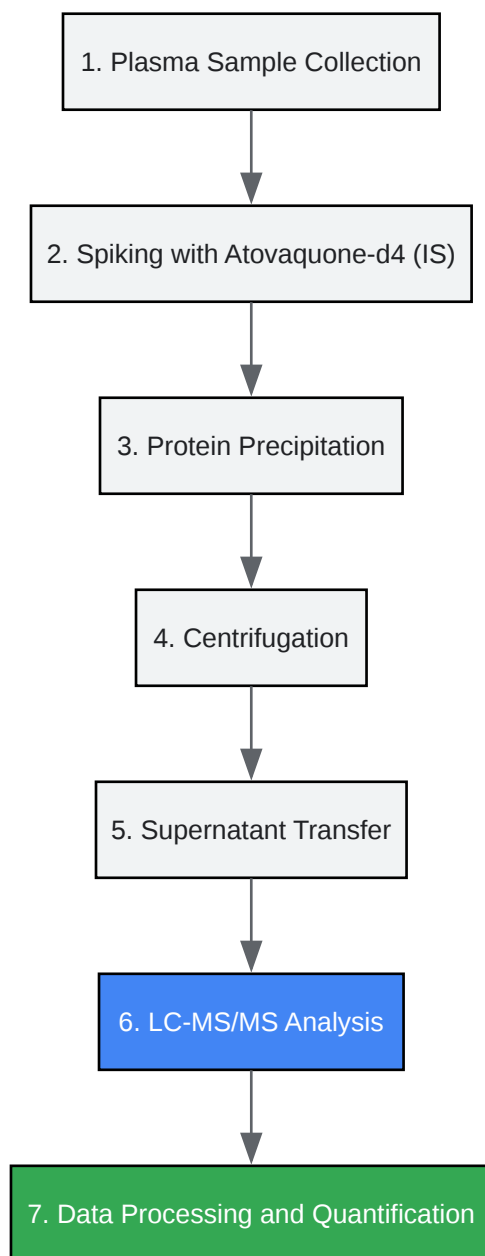 1. Plasma Sample Collection
2. Spiking with Atovaquone-d4 (IS)
3. Protein Precipitation
4. Centrifugation
5. Supernatant Transfer
6. LC-MS/MS Analysis
7. Data Processing and Quantification